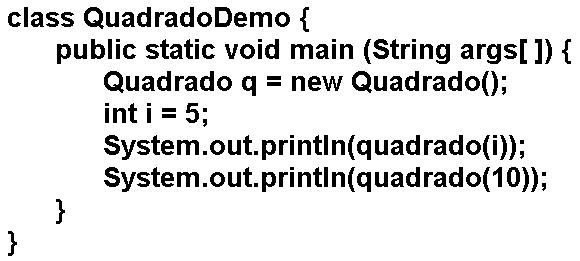 class QuadradoDemo {
public static void main (String args[ ]) {
Quadrado q = new Quadrado();
int i = 5;
System.out.println(quadrado(i));
System.out.println(quadrado(10));
}
}